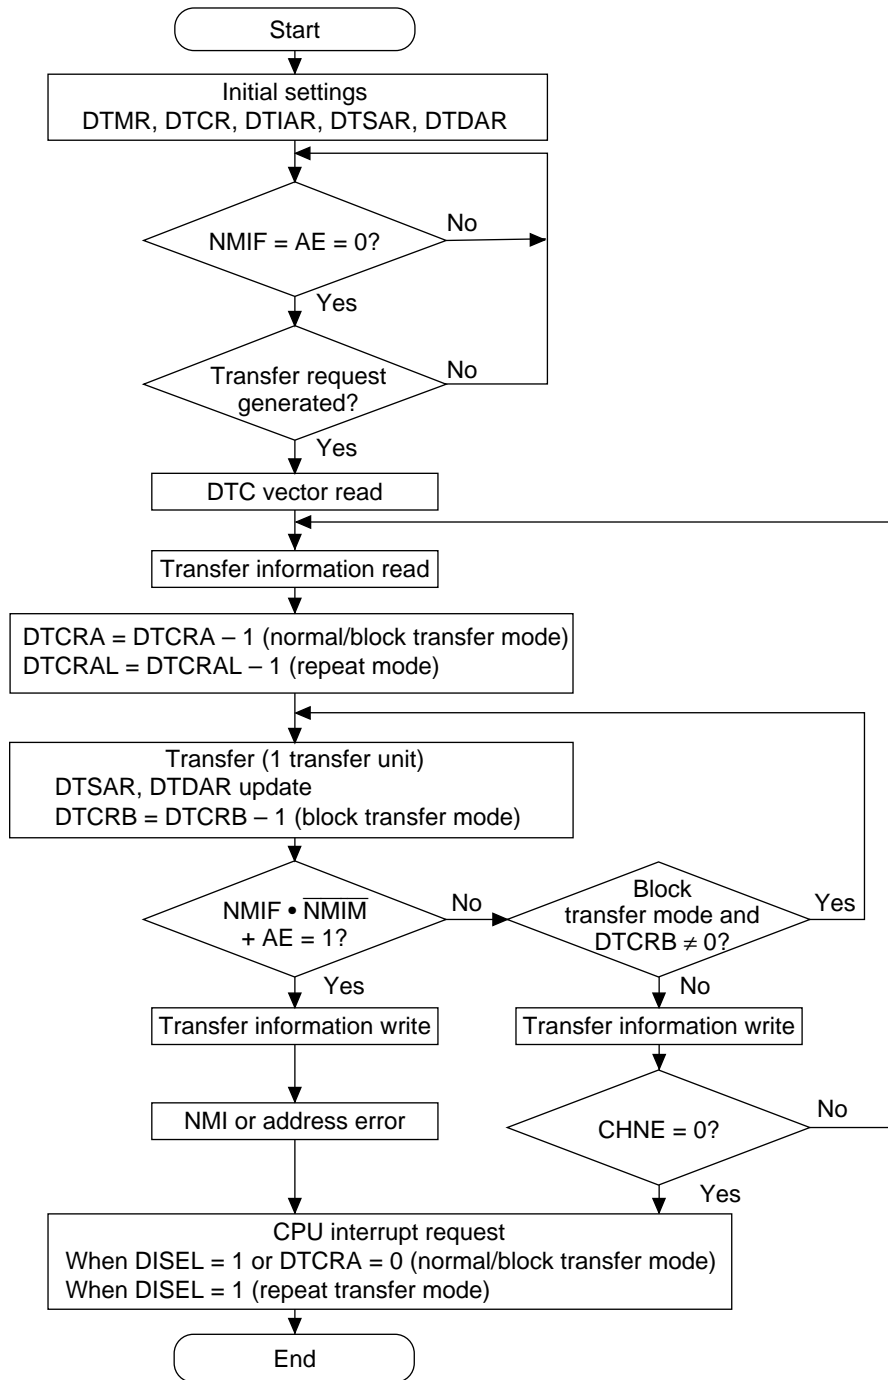 Start
Initial settings
DTMR, DTCR, DTIAR, DTSAR, DTDAR
NMIF = AE = 0?
No
Yes
Transfer request
generated?
No
Yes
DTC vector read
Transfer information read
DTCRA = DTCRA – 1 (normal/block transfer mode)
DTCRAL = DTCRAL – 1 (repeat mode)
Transfer (1 transfer unit)
DTSAR, DTDAR update
DTCRB = DTCRB – 1 (block transfer mode)
NMIF • N̅M̅I̅M̅
+ AE = 1?
No
Yes
Block
transfer mode and
DTCRB ≠ 0?
Yes
No
Transfer information write
Transfer information write
NMI or address error
CHNE = 0?
No
Yes
CPU interrupt request
When DISEL = 1 or DTCRA = 0 (normal/block transfer mode)
When DISEL = 1 (repeat transfer mode)
End